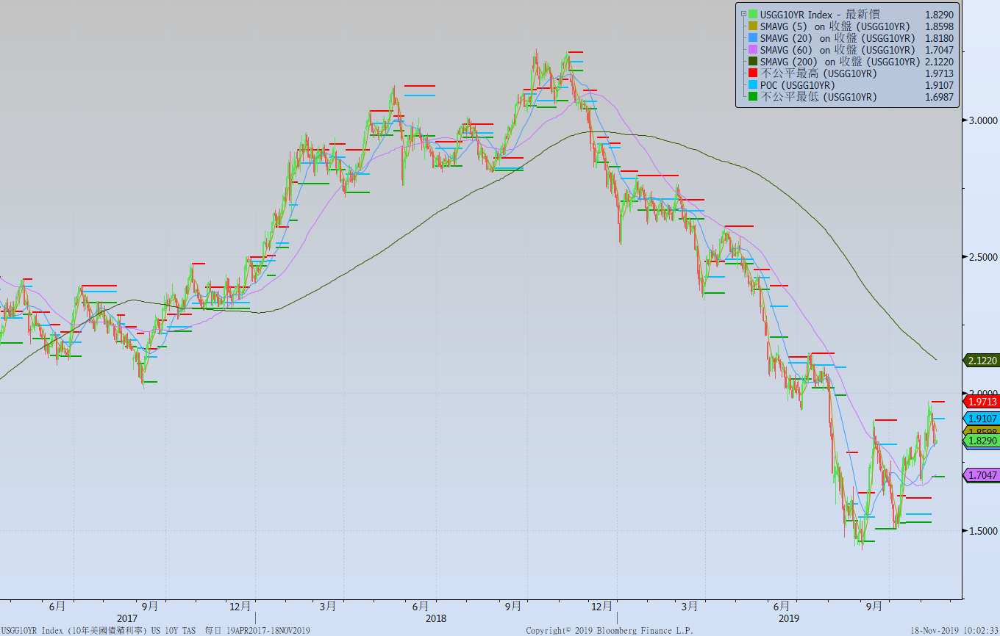 USGG10YR Index - 最新價 1.8290
SMAVG (5) on 收盤 (USGG10YR) 1.8598
SMAVG (20) on 收盤 (USGG10YR) 1.8180
SMAVG (60) on 收盤 (USGG10YR) 1.7047
SMAVG (200) on 收盤 (USGG10YR) 2.1220
不公平最高 (USGG10YR) 1.9713
POC (USGG10YR) 1.9107
不公平最低 (USGG10YR) 1.6987
3.0000
2.5000
2.1220
2.0000
1.9713
1.9107
1.8598
1.8290
1.7047
1.5000
6月 9月 12月 3月 6月 9月 12月 3月 6月 9月
2017 2018 2019
USGG10YR Index (10年美國債殖利率) US 10Y TAS 每日 19APR2017-18NOV2019 Copyright© 2019 Bloomberg Finance L.P. 18-Nov-2019 10:02:33